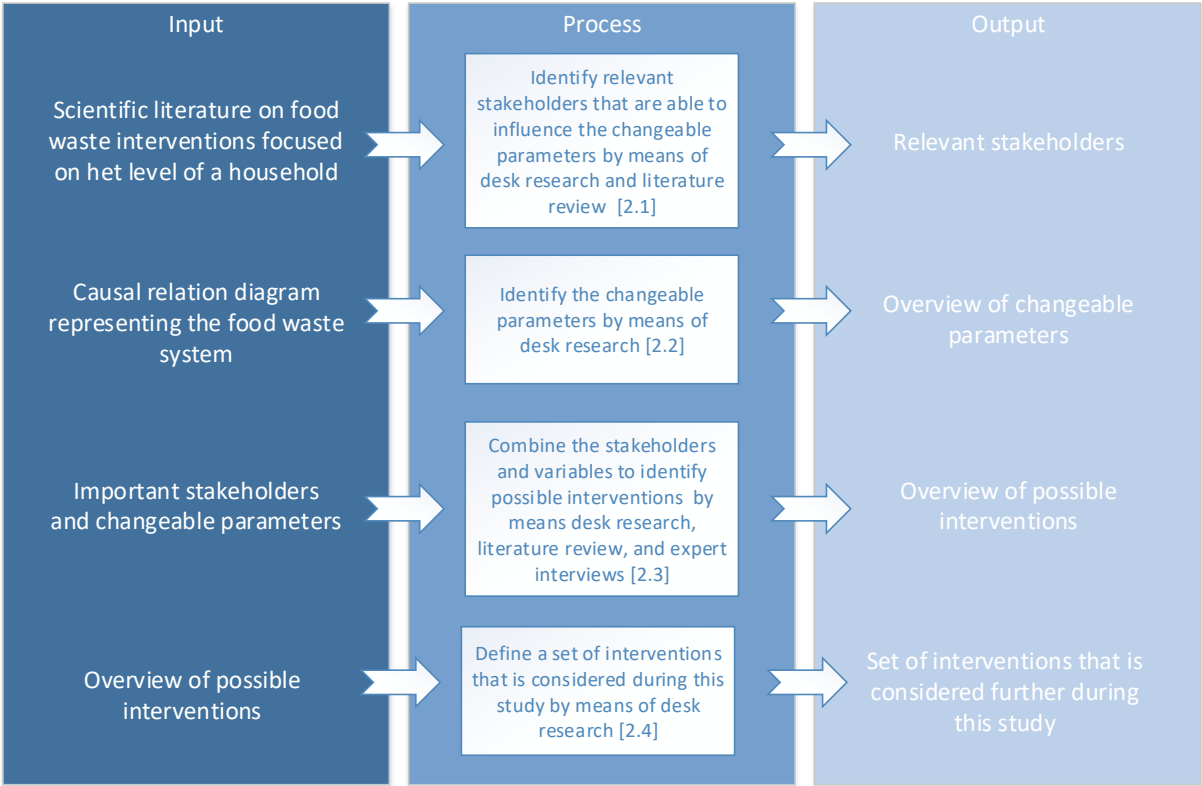 Input
Process
Output
Scientific literature on food
waste interventions focused
on het level of a household
Identify relevant
stakeholders that are able to
influence the changeable
parameters by means of
desk research and literature
review [2.1]
Relevant stakeholders
Causal relation diagram
representing the food waste
system
Identify the changeable
parameters by means of
desk research [2.2]
Overview of changeable
parameters
Important stakeholders
and changeable parameters
Combine the stakeholders
and variables to identify
possible interventions by
means desk research,
literature review, and expert
interviews [2.3]
Overview of possible
interventions
Overview of possible
interventions
Define a set of interventions
that is considered during this
study by means of desk
research [2.4]
Set of interventions that is
considered further during
this study